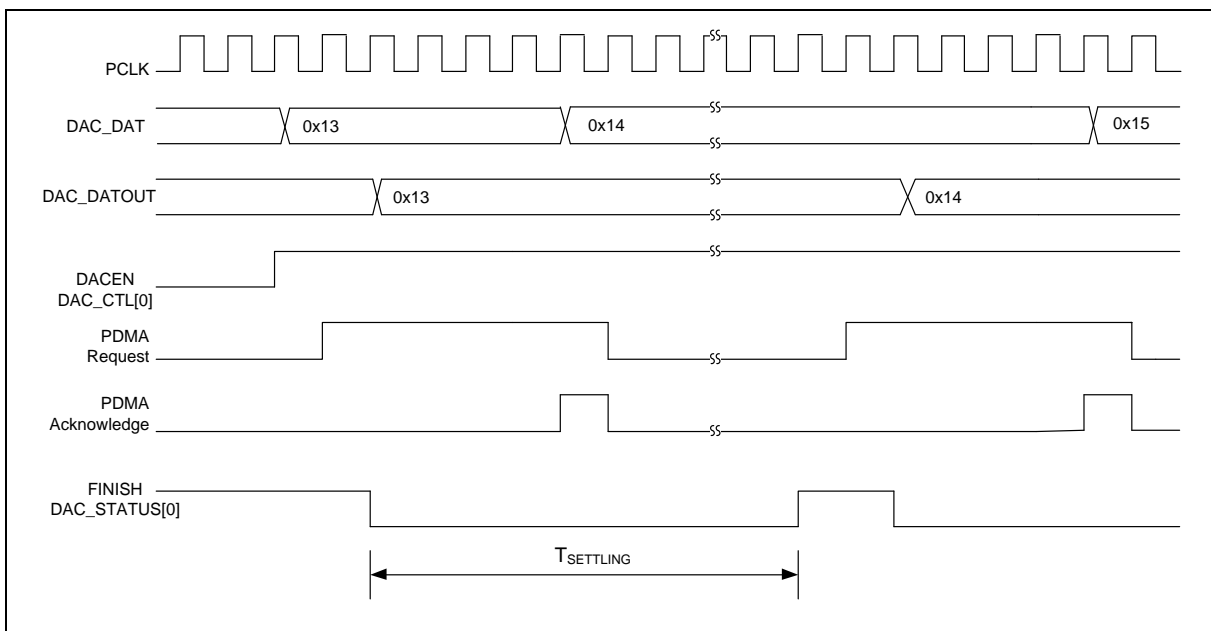 PCLK
DAC_DAT
0x13
0x14
0x15
DAC_DATOUT
0x13
0x14
DACEN
DAC_CTL[0]
PDMA
Request
PDMA
Acknowledge
FINISH
DAC_STATUS[0]
TSETTLING